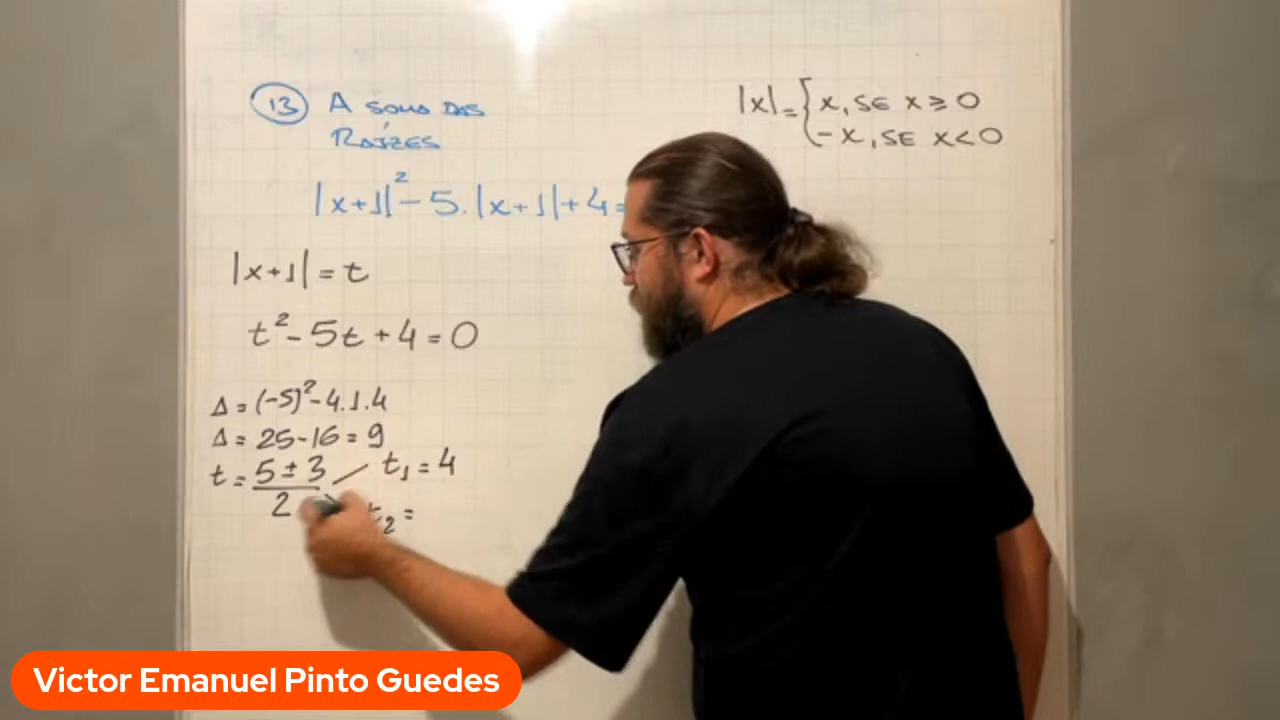 13 A SOMA DAS
RAÍZES
|x+1|² - 5.|x+1| + 4 =
|x| = { x, SE x ≥ 0
- x, SE x < 0
|x+1| = t
t² - 5t + 4 = 0
Δ = (-5)² - 4.1.4
Δ = 25 - 16 = 9
t = 5 ± 3 / 2
t₁ = 4
t₂ =
Victor Emanuel Pinto Guedes